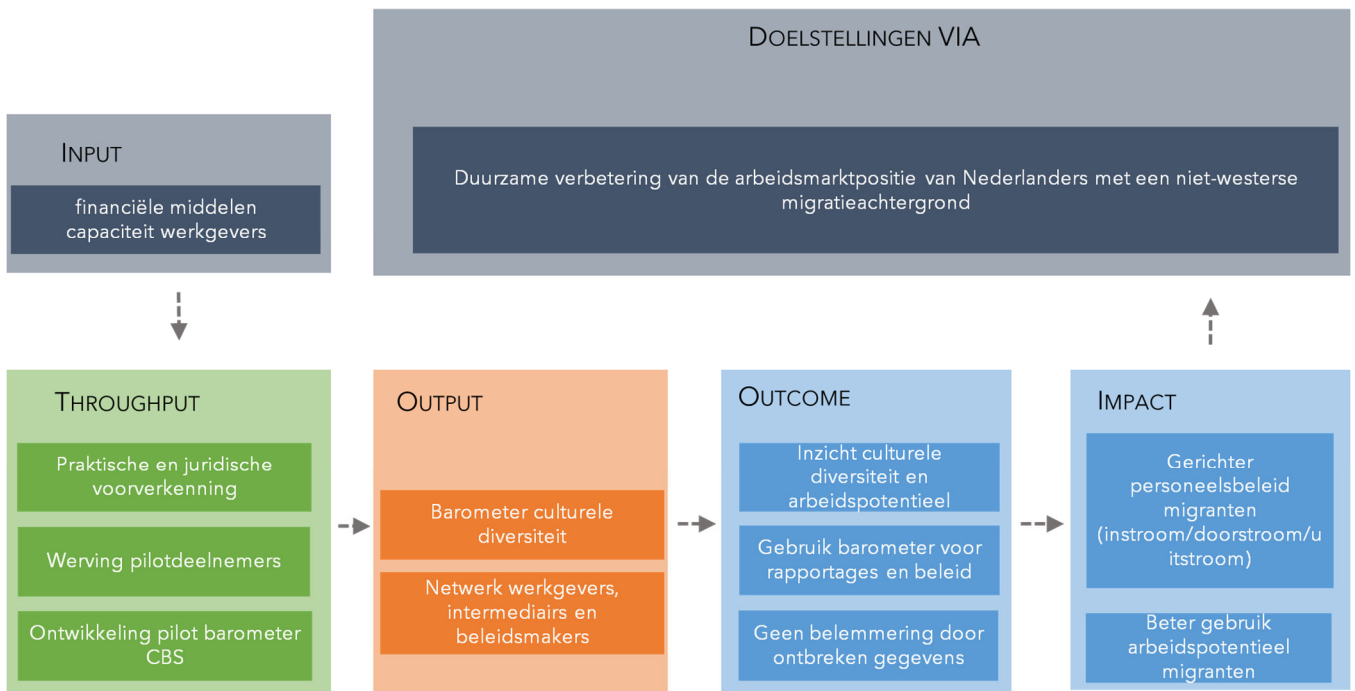 DOELSTELLINGEN VIA
Duurzame verbetering van de arbeidsmarktpositie van Nederlanders met een niet-westerse
migratieachtergrond
INPUT
financiële middelen
capaciteit werkgevers
THROUGHPUT
Praktische en juridische
voorverkenning
Werving pilotdeelnemers
Ontwikkeling pilot barometer
CBS
OUTPUT
Barometer culturele
diversiteit
Netwerk werkgevers,
intermediairs en
beleidsmakers
OUTCOME
Inzicht culturele
diversiteit en
arbeidspotentieel
Gebruik barometer voor
rapportages en beleid
Geen belemmering door
ontbreken gegevens
IMPACT
Gerichter
personeelsbeleid
migranten
(instroom/doorstroom/u
itstroom)
Beter gebruik
arbeidspotentieel
migranten